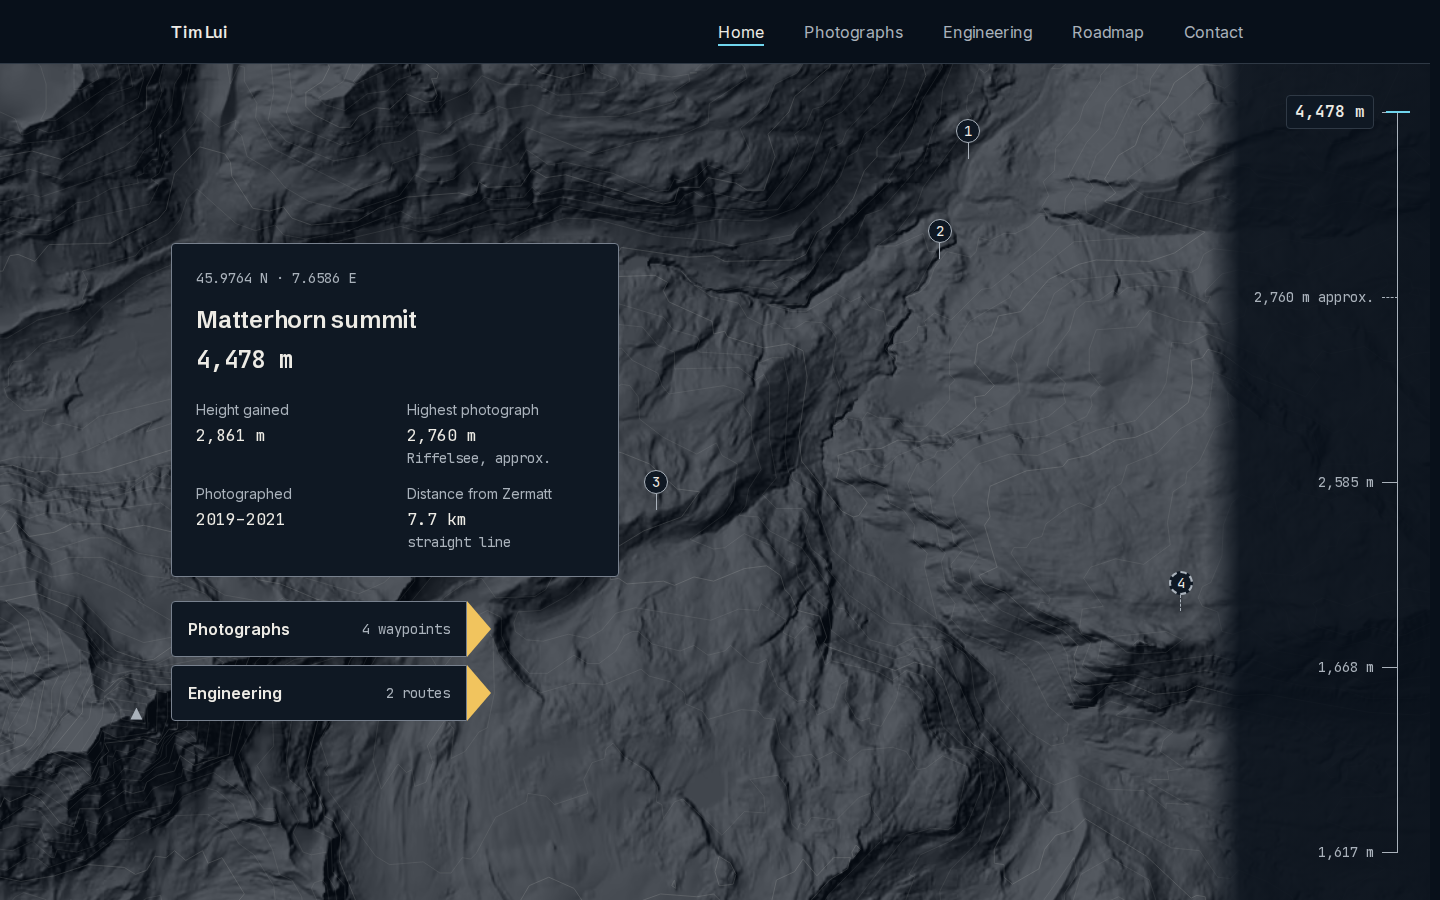 Tim Lui
Home Photographs Engineering Roadmap Contact
4,478 m
1
2
45.9764 N · 7.6586 E
Matterhorn summit
4,478 m
2,760 m approx.
Height gained
2,861 m
Highest photograph
2,760 m
Riffelsee, approx.
Photographed
2019–2021
Distance from Zermatt
7.7 km
straight line
3
2,585 m
4
Photographs 4 waypoints
Engineering 2 routes
1,668 m
1,617 m